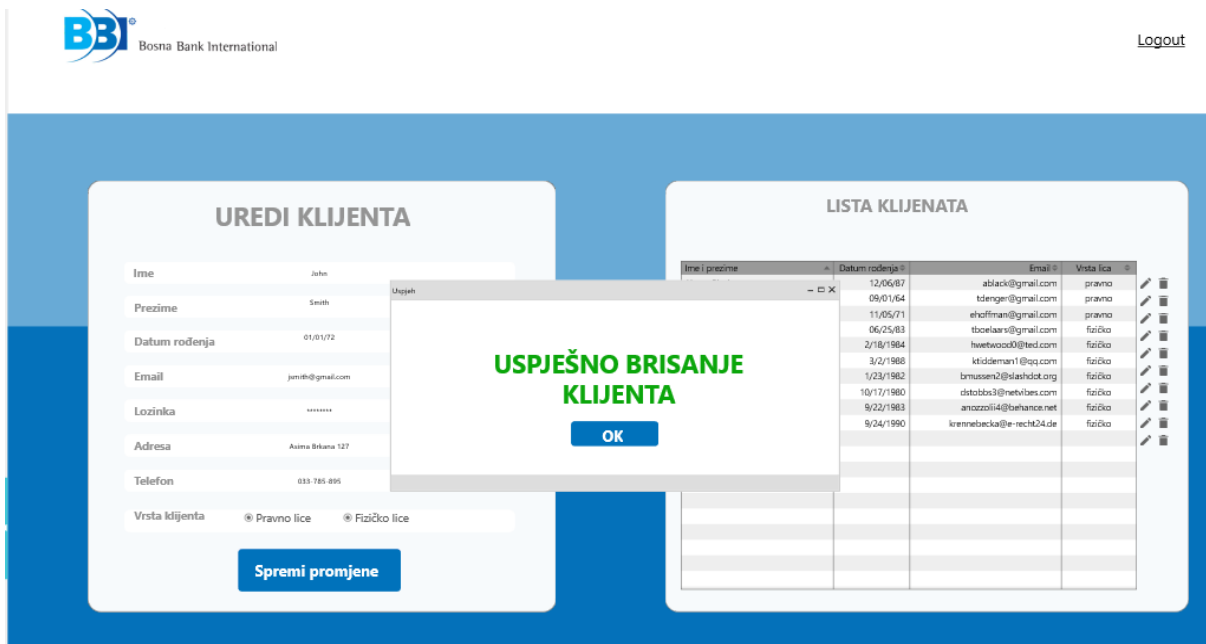 BBI
Bosna Bank International
Logout
UREDI KLIJENTA
Ime John
Prezime Smith
Datum rođenja 01/01/72
Email jsmith@gmail.com
Lozinka ********
Adresa Asima Brkana 127
Telefon 033-785-895
Vrsta klijenta Pravno lice Fizičko lice
Spremi promjene
Uspjeh
USPJEŠNO BRISANJE
KLIJENTA
OK
LISTA KLIJENATA
Ime i prezime Datum rođenja Email Vrsta lica
12/06/87 ablack@gmail.com pravno
09/01/64 tdenger@gmail.com pravno
11/05/71 ehoffman@gmail.com pravno
06/25/83 tboelaars@gmail.com fizičko
2/18/1984 hwetwood0@ted.com fizičko
3/2/1988 ktiddeman1@qq.com fizičko
1/23/1982 bmussen2@slashdot.org fizičko
10/17/1980 dstobbs3@netvibes.com fizičko
9/22/1983 anozzolii4@behance.net fizičko
9/24/1990 krennebecka@e-recht24.de fizičko